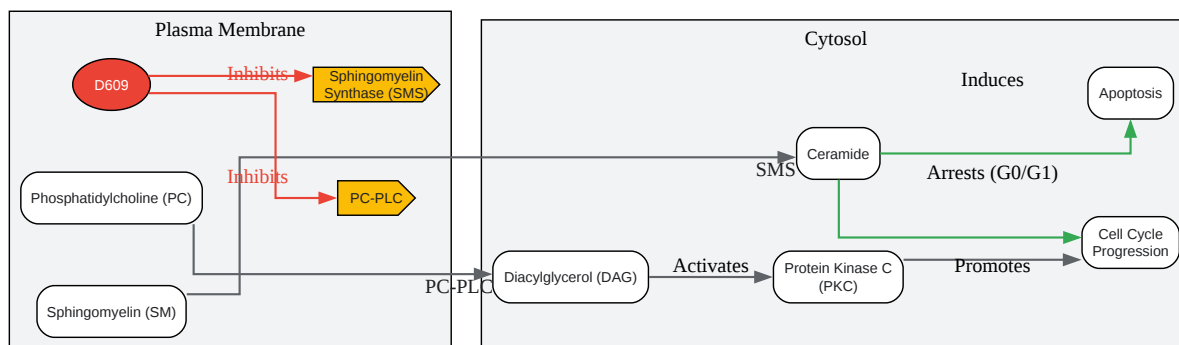 Plasma Membrane
Cytosol
D609
Inhibits
Sphingomyelin
Synthase (SMS)
Induces
Apoptosis
Ceramide
SMS
Arrests (G0/G1)
Inhibits
Phosphatidylcholine (PC)
PC-PLC
Cell Cycle
Progression
PC-PLC
Diacylglycerol (DAG)
Activates
Protein Kinase C
(PKC)
Promotes
Sphingomyelin (SM)